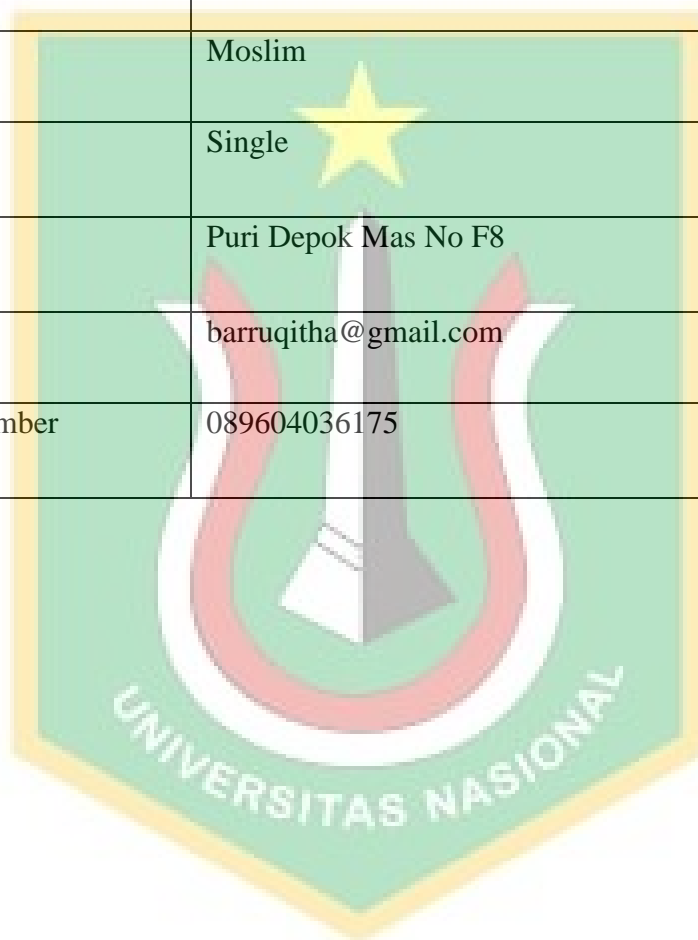 Moslim
Single
Puri Depok Mas No F8
barruqitha@gmail.com
mber 089604036175
UNIVERSITAS NASIONAL